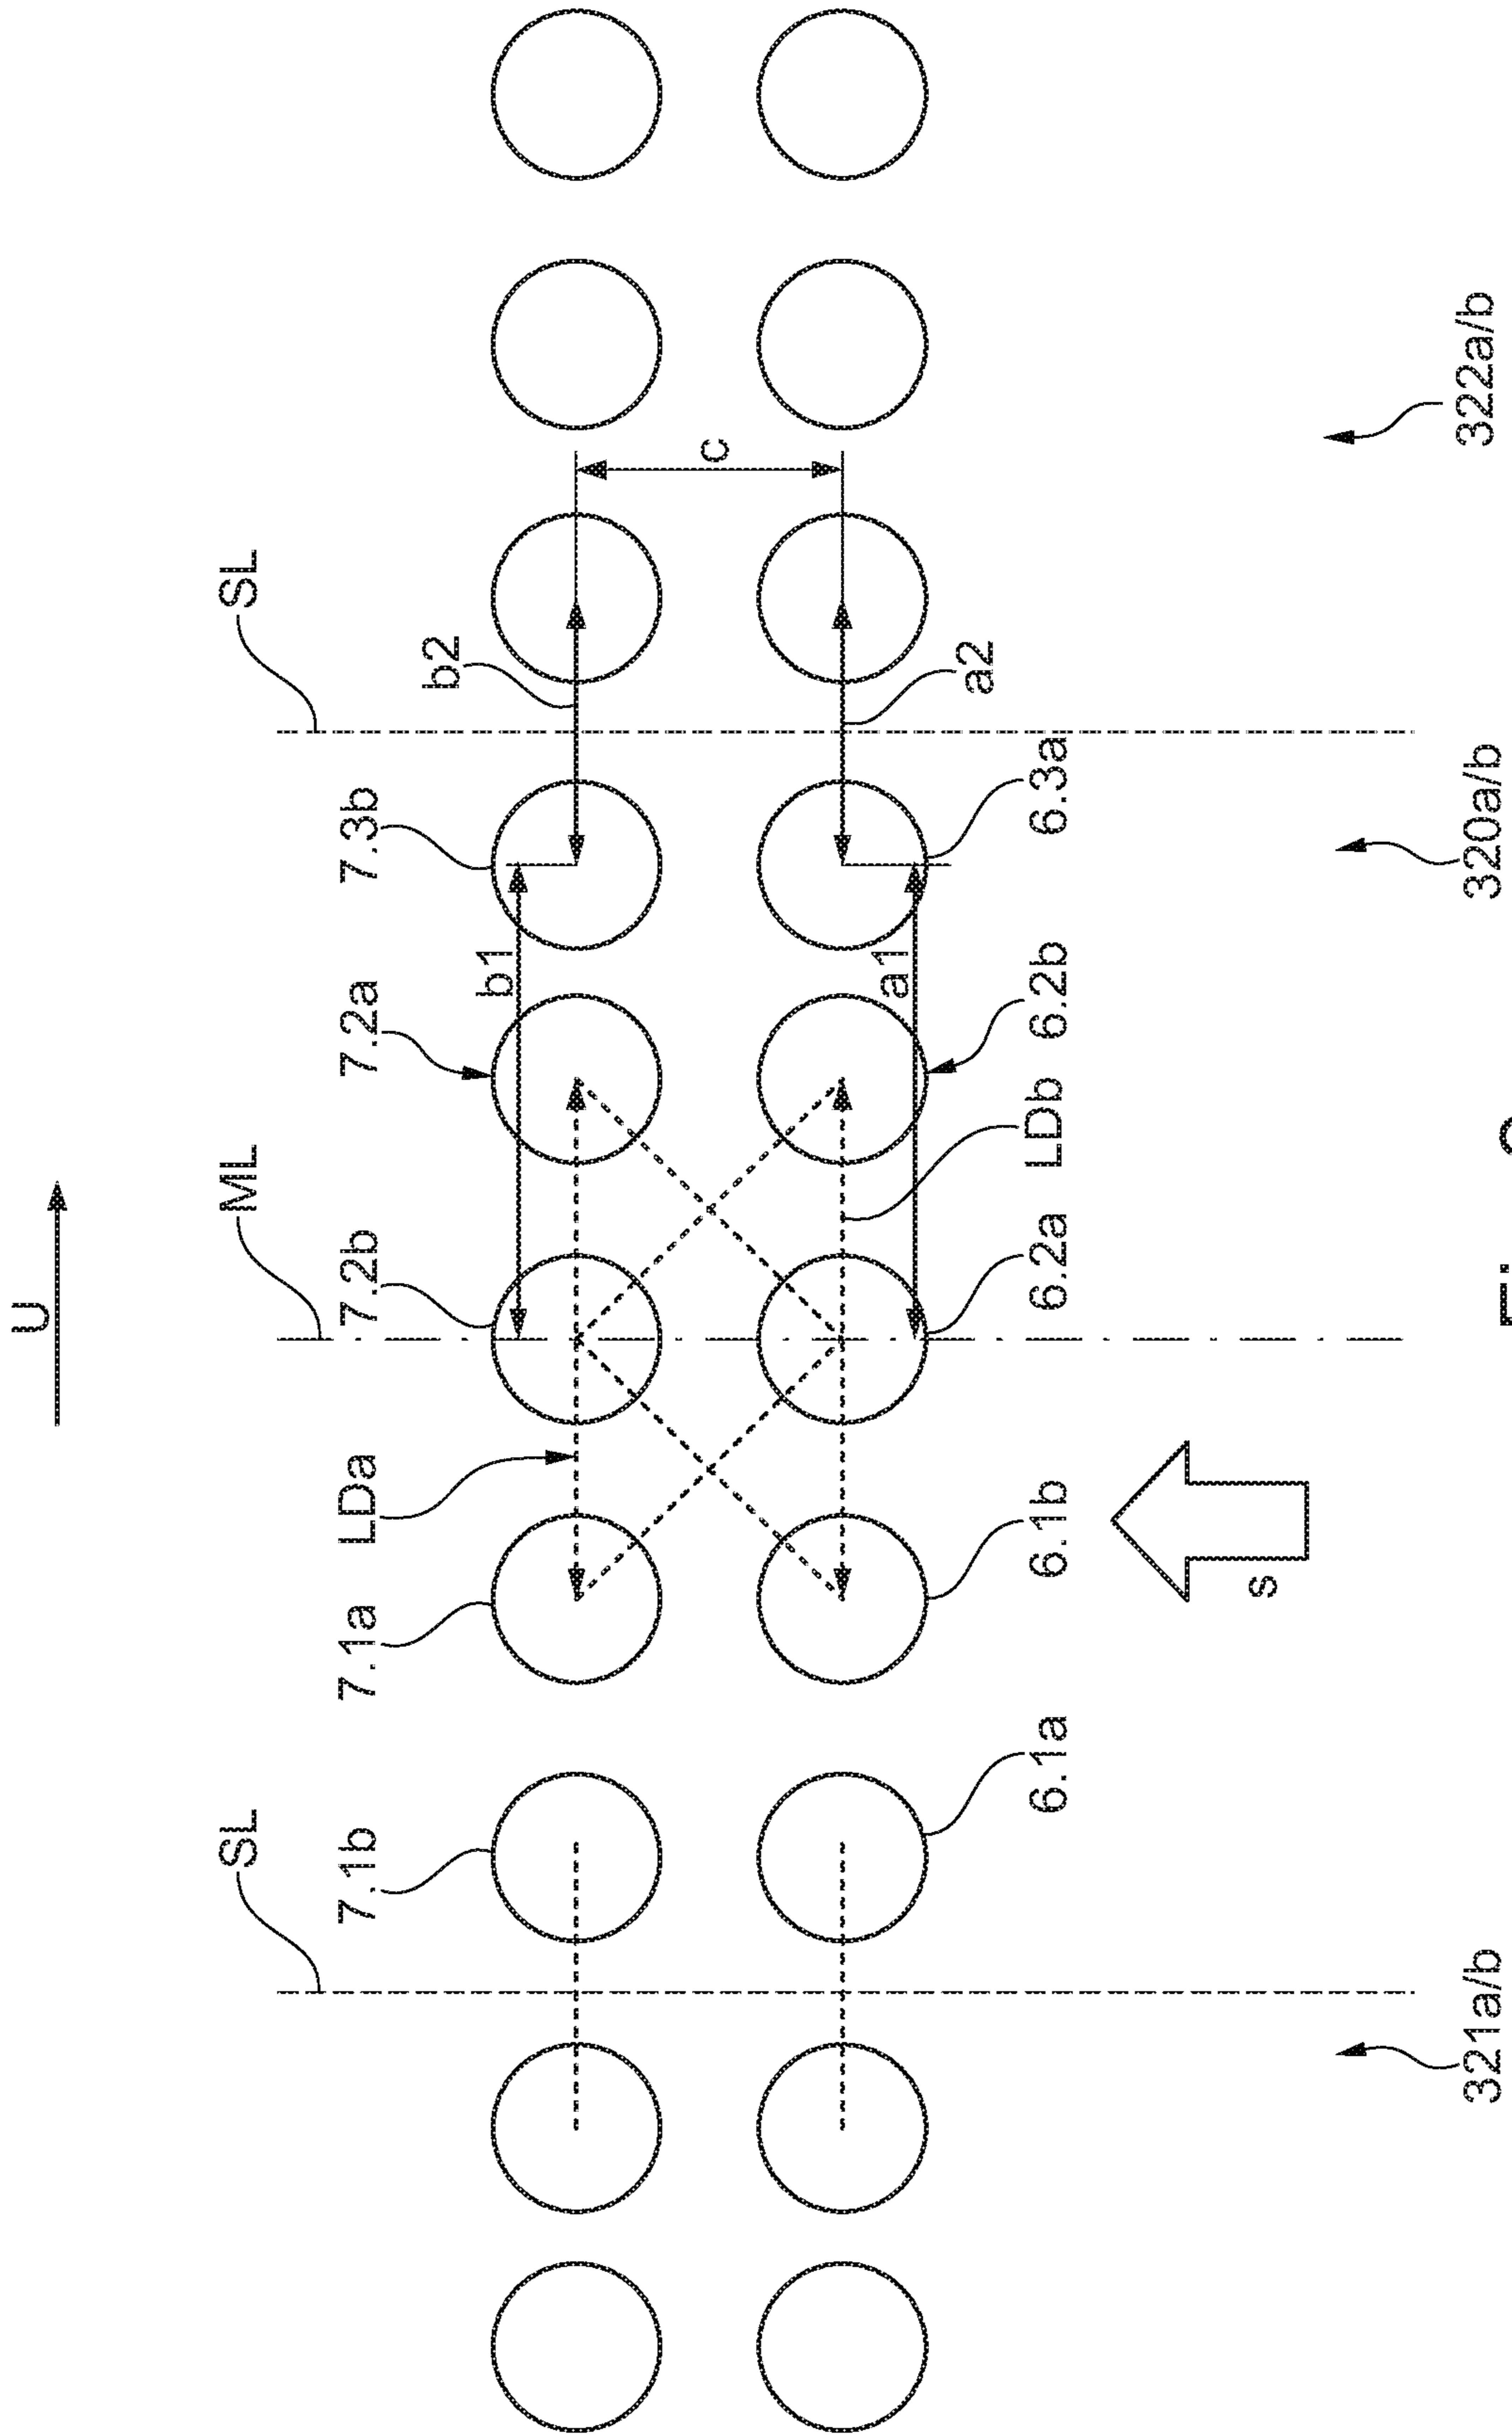 U
SL
ML
SL
7.1b
7.1a
LDa
7.2b
7.2a
7.3b
b1
b2
c
a1
a2
6.1a
6.1b
6.2a
LDb
6.2b
6.3a
s
321a/b
320a/b
322a/b